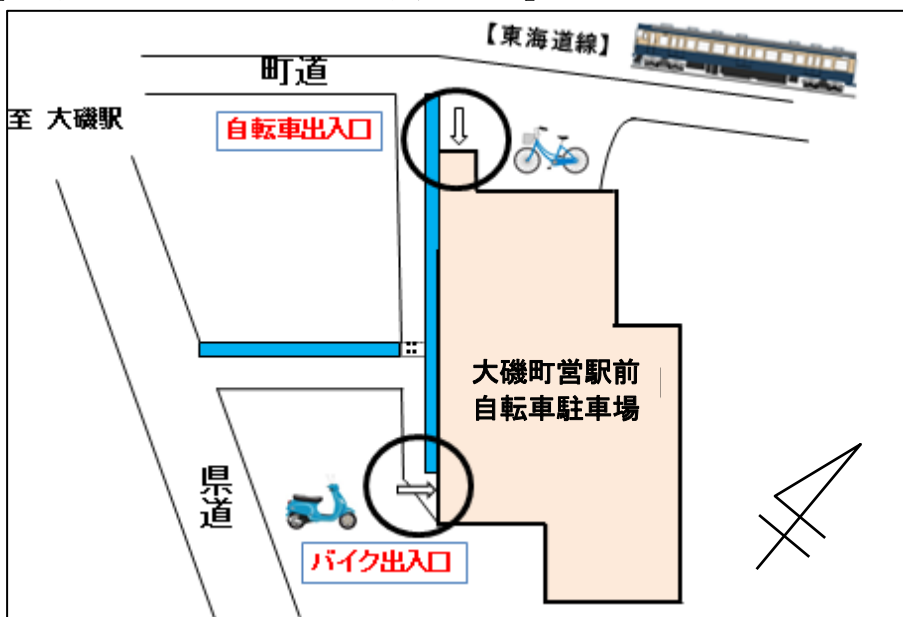 【東海道線】
町道
至 大磯駅
自転車出入口
大磯町営駅前
自転車駐車場
県道
バイク出入口